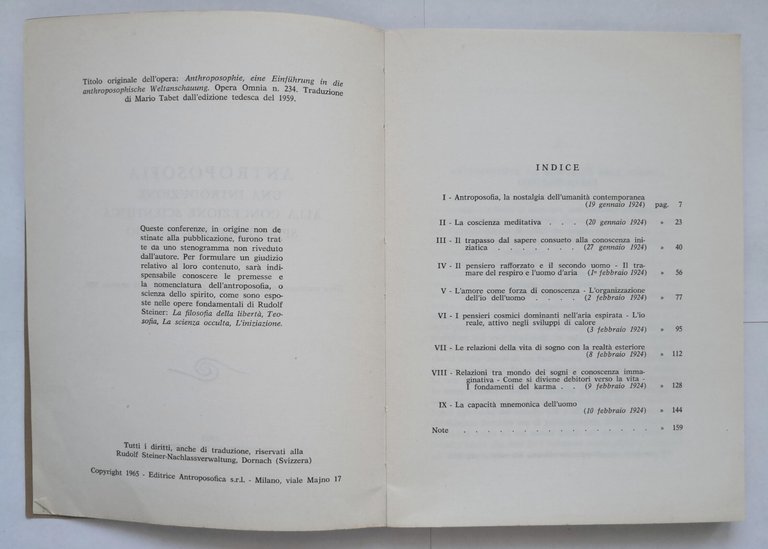 Titolo originale dell'opera: Anthroposophie, eine Einführung in die
anthroposophische Weltanschauung. Opera Omnia n. 234. Traduzione
di Mario Tabet dall'edizione tedesca del 1959.
Queste conferenze, in origine non de
stinate alla pubblicazione, furono trat-
te da uno stenogramma non riveduto
dall'autore. Per formulare un giudizio
relativo al loro contenuto, sarà indi-
spensabile conoscere le premesse e
la nomenclatura dell'antroposofia, o
scienza dello spirito, come sono espo-
ste nelle opere fondamentali di Rudolf
Steiner: La filosofia della libertà, Teo-
sofia, La scienza occulta, L'iniziazione.
Tutti i diritti, anche di traduzione, riservati alla
Rudolf Steiner-Nachlassverwaltung, Dornach (Svizzera)
Copyright 1965 - Editrice Antroposofica s.r.l. - Milano, viale Majno 17
INDICE
I - Antroposofia, la nostalgia dell'umanità contemporanea
(19 gennaio 1924) pag. 7
II - La coscienza meditativa . . . (20 gennaio 1924) » 23
III - Il trapasso dal sapere consueto alla conoscenza ini-
ziatica . . . . . . . (27 gennaio 1924) » 40
IV - Il pensiero rafforzato e il secondo uomo - Il tra-
mare del respiro e l'uomo d'aria (1º febbraio 1924) » 56
V - L'amore come forza di conoscenza - L'organizzazione
dell'io dell'uomo . . . . (2 febbraio 1924) » 77
VI - I pensieri cosmici dominanti nell'aria espirata - L'io
reale, attivo negli sviluppi di calore
(3 febbraio 1924) » 95
VII - Le relazioni della vita di sogno con la realtà esteriore
(8 febbraio 1924) » 112
VIII - Relazioni tra mondo dei sogni e conoscenza imma-
ginativa - Come si diviene debitori verso la vita -
I fondamenti del karma . . (9 febbraio 1924) » 128
IX - La capacità mnemonica dell'uomo
(10 febbraio 1924) » 144
Note . . . . . . . . . . . . . . . . » 159